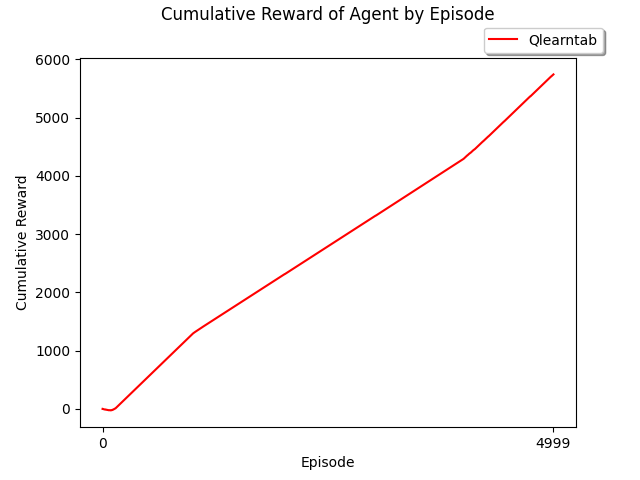 Cumulative Reward of Agent by Episode
Qlearntab
6000
5000
4000
3000
2000
1000
0
Cumulative Reward
0 4999
Episode